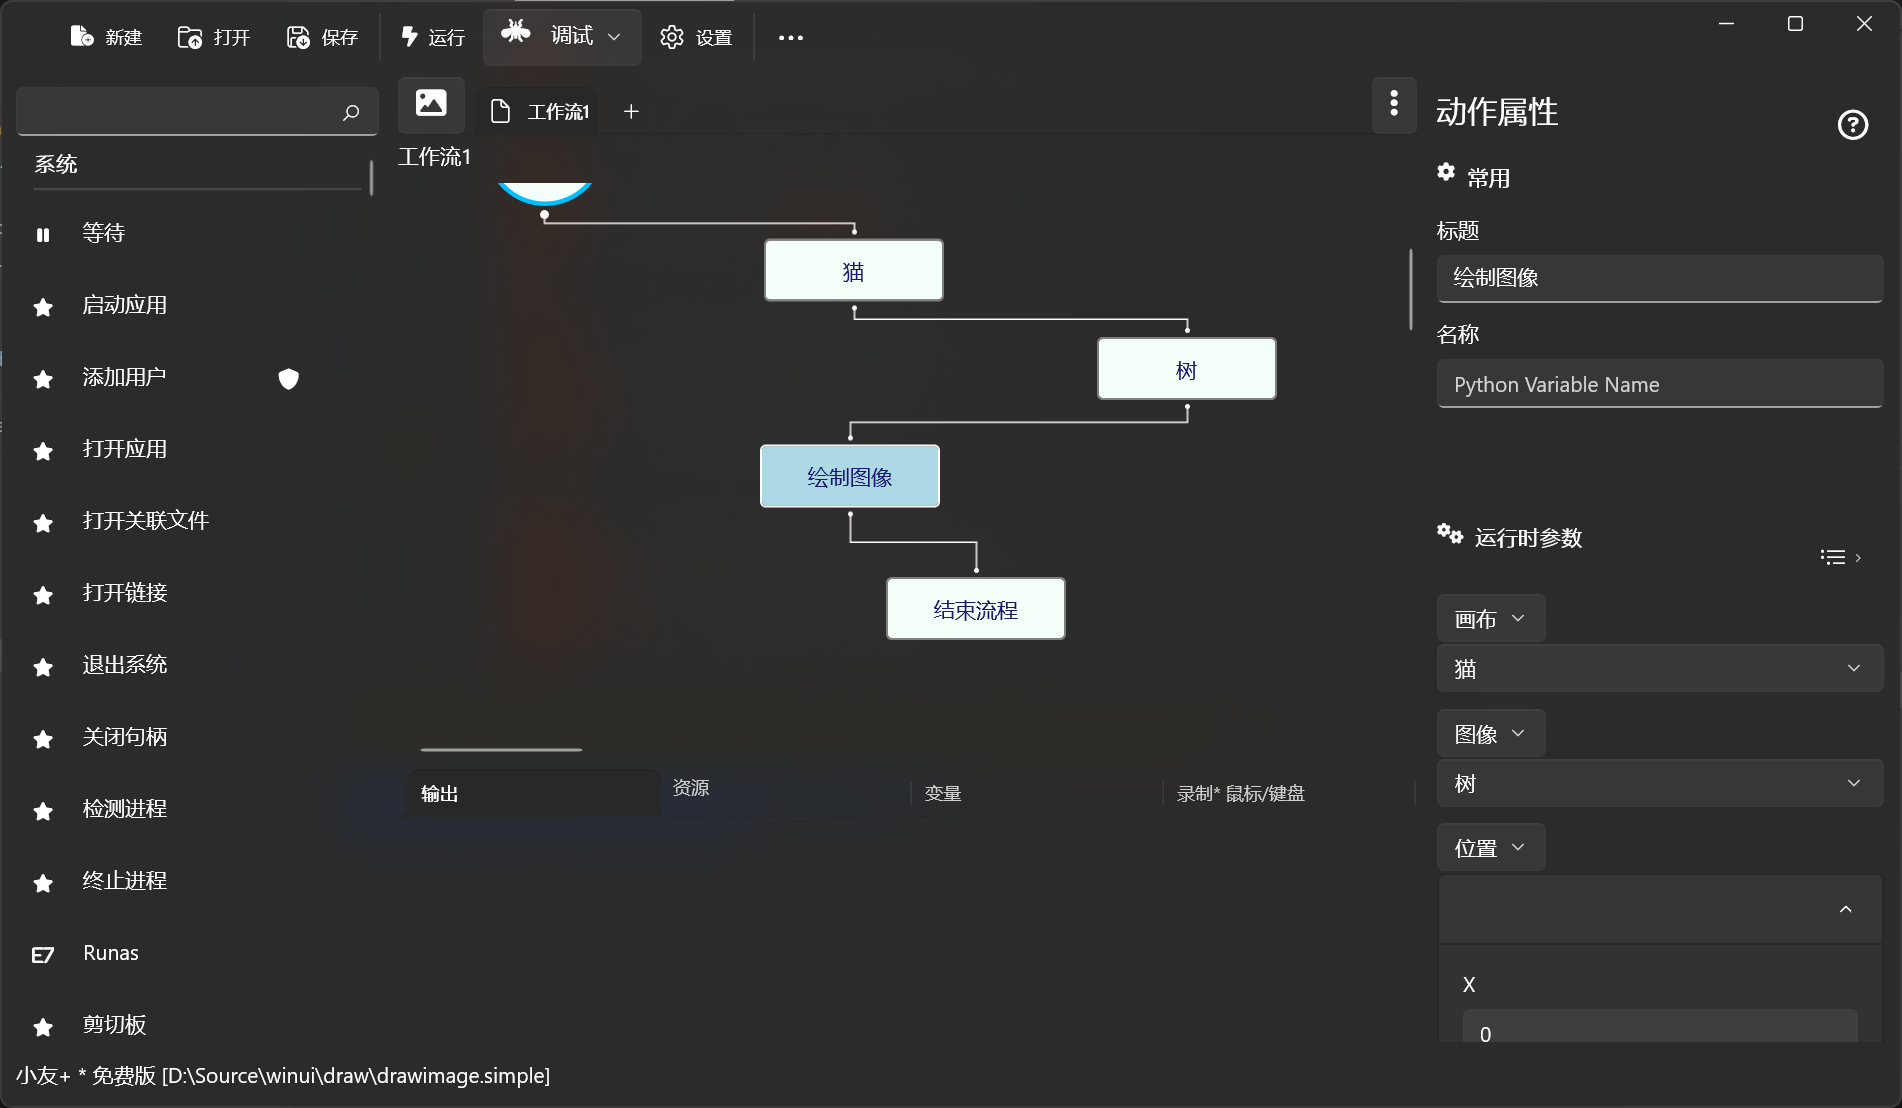 新建 打开 保存 运行 调试 设置
工作流1
工作流1
系统
等待
启动应用
添加用户
打开应用
打开关联文件
打开链接
退出系统
关闭句柄
检测进程
终止进程
Runas
剪切板
猫
树
绘制图像
结束流程
输出 资源 变量 录制* 鼠标/键盘
动作属性
常用
标题
绘制图像
名称
Python Variable Name
运行时参数
画布
猫
图像
树
位置
X
0
小友+ * 免费版 [D:\Source\winui\draw\drawimage.simple]